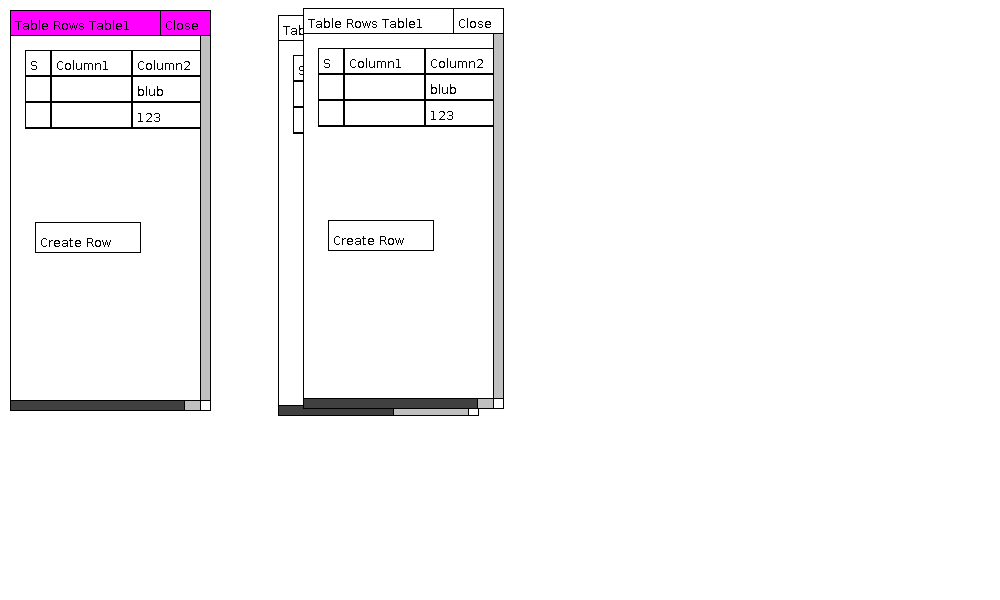 Table Rows Table1 Close
S Column1 Column2
blub
123
Create Row
Tab
S
Table Rows Table1 Close
S Column1 Column2
blub
123
Create Row